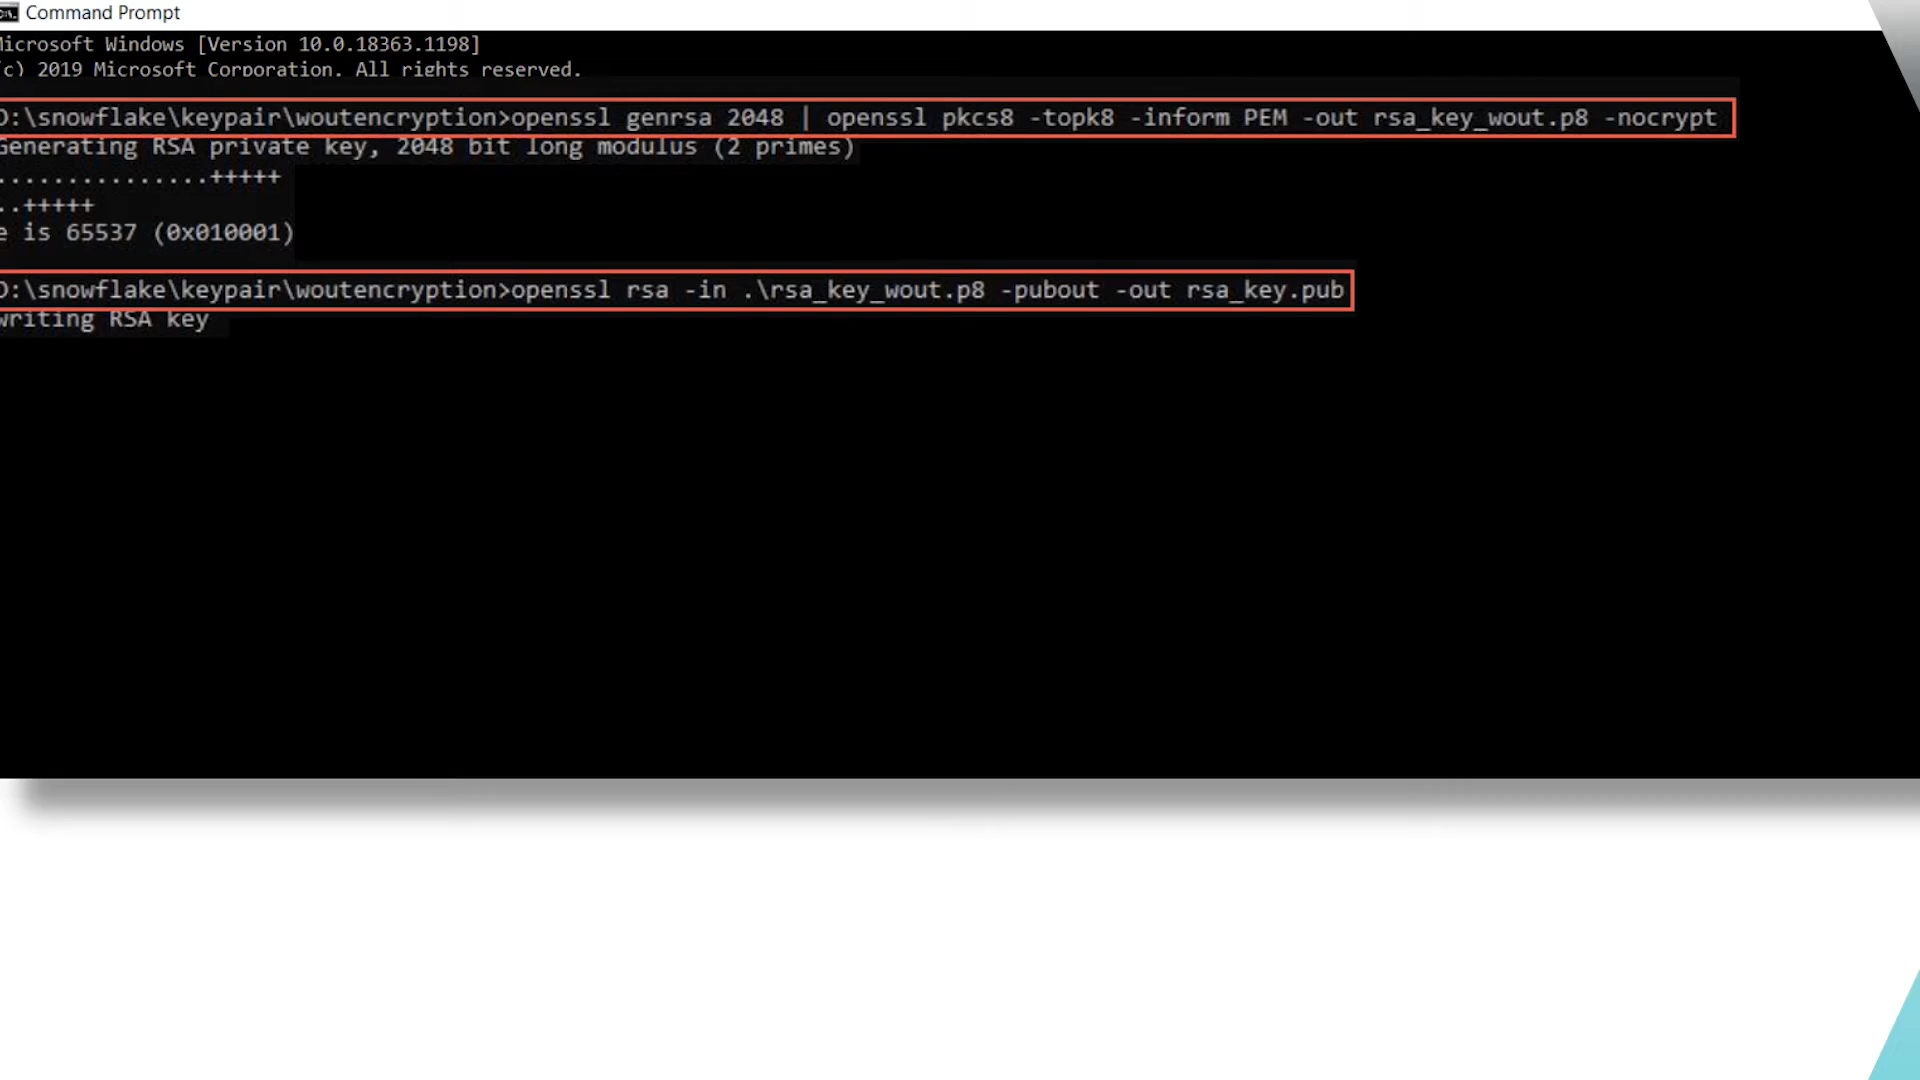 Command Prompt
Microsoft Windows [Version 10.0.18363.1198]
(c) 2019 Microsoft Corporation. All rights reserved.
D:\snowflake\keypair\woutencryption>openssl genrsa 2048 | openssl pkcs8 -topk8 -inform PEM -out rsa_key_wout.p8 -nocrypt
Generating RSA private key, 2048 bit long modulus (2 primes)
...............+++++
..+++++
e is 65537 (0x010001)
D:\snowflake\keypair\woutencryption>openssl rsa -in .\rsa_key_wout.p8 -pubout -out rsa_key.pub
writing RSA key